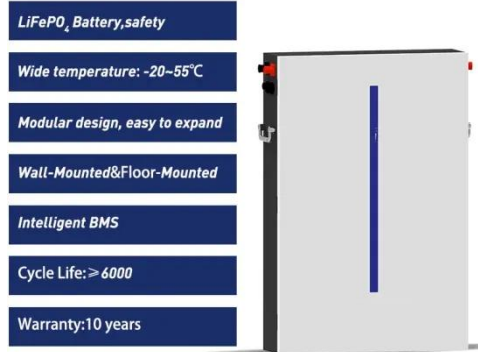 LiFePO₄ Battery,safety
Wide temperature: -20~55℃
Modular design, easy to expand
Wall-Mounted&Floor-Mounted
Intelligent BMS
Cycle Life:≥6000
Warranty:10 years